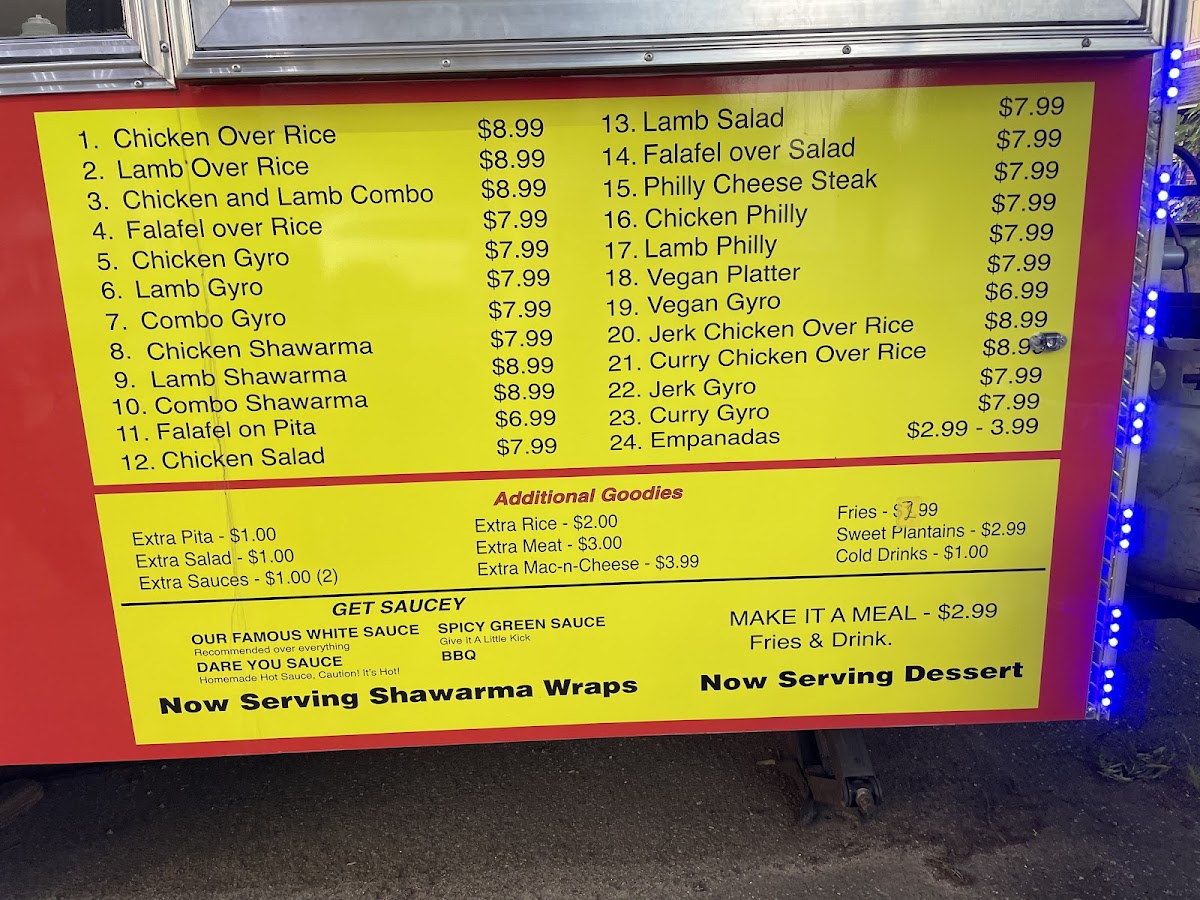 1. Chicken Over Rice $8.99
2. Lamb Over Rice $8.99
3. Chicken and Lamb Combo $8.99
4. Falafel over Rice $7.99
5. Chicken Gyro $7.99
6. Lamb Gyro $7.99
7. Combo Gyro $7.99
8. Chicken Shawarma $7.99
9. Lamb Shawarma $8.99
10. Combo Shawarma $8.99
11. Falafel on Pita $6.99
12. Chicken Salad $7.99
13. Lamb Salad $7.99
14. Falafel over Salad $7.99
15. Philly Cheese Steak $7.99
16. Chicken Philly $7.99
17. Lamb Philly $7.99
18. Vegan Platter $7.99
19. Vegan Gyro $6.99
20. Jerk Chicken Over Rice $8.99
21. Curry Chicken Over Rice $8.99
22. Jerk Gyro $7.99
23. Curry Gyro $7.99
24. Empanadas $2.99 - 3.99
Additional Goodies
Extra Pita - $1.00
Extra Salad - $1.00
Extra Sauces - $1.00 (2)
Extra Rice - $2.00
Extra Meat - $3.00
Extra Mac-n-Cheese - $3.99
Fries -
Sweet Plantains - $2.99
Cold Drinks - $1.00
GET SAUCEY
OUR FAMOUS WHITE SAUCE
Recommended over everything
DARE YOU SAUCE
Homemade Hot Sauce, Caution! It's Hot!
SPICY GREEN SAUCE
Give It A Little Kick
BBQ
MAKE IT A MEAL - $2.99
Fries & Drink.
Now Serving Shawarma Wraps
Now Serving Dessert